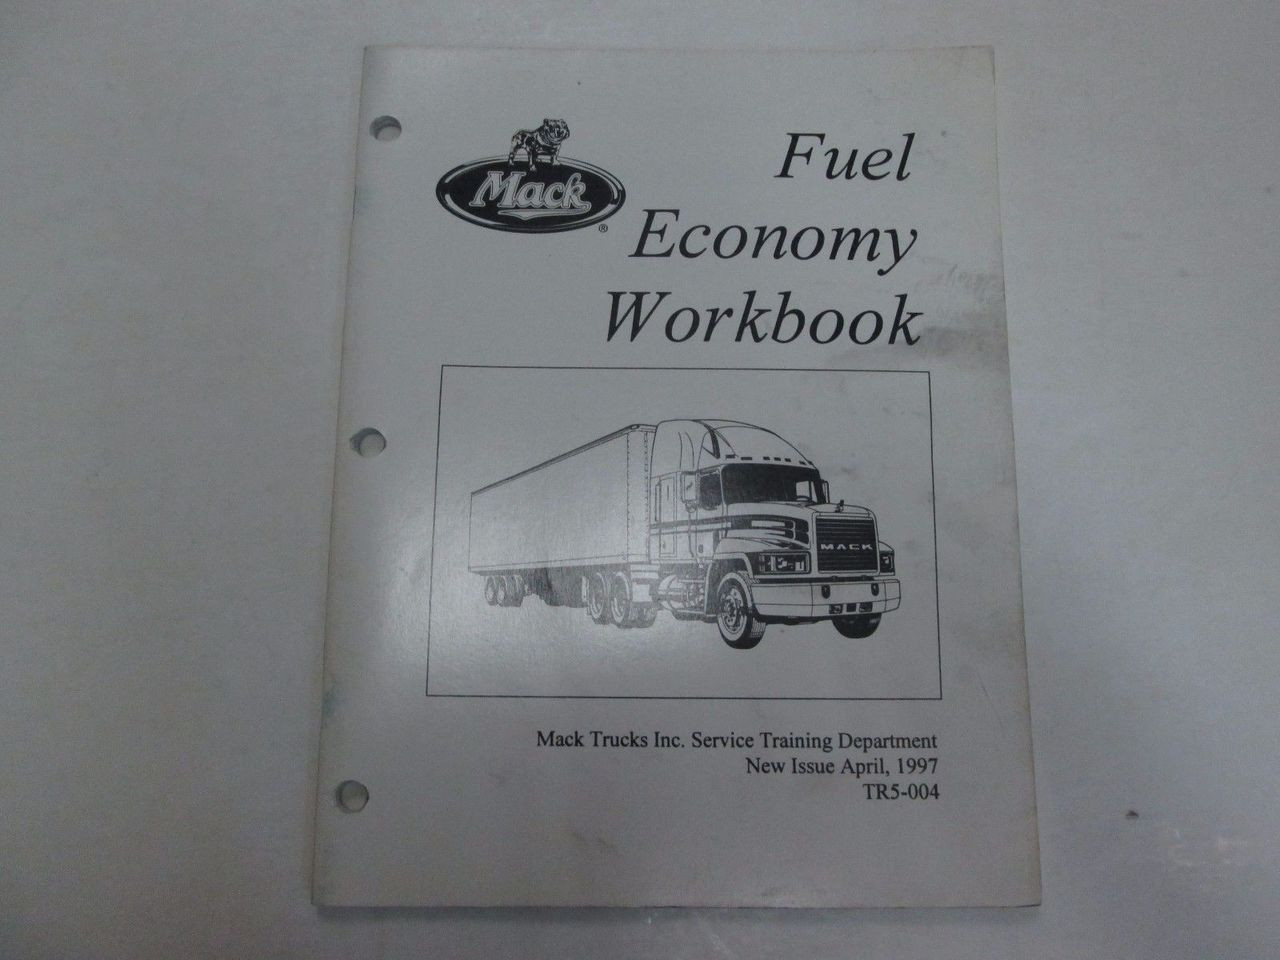 Mack
®
Fuel
Economy
Workbook
MACK
Mack Trucks Inc. Service Training Department
New Issue April, 1997
TR5-004